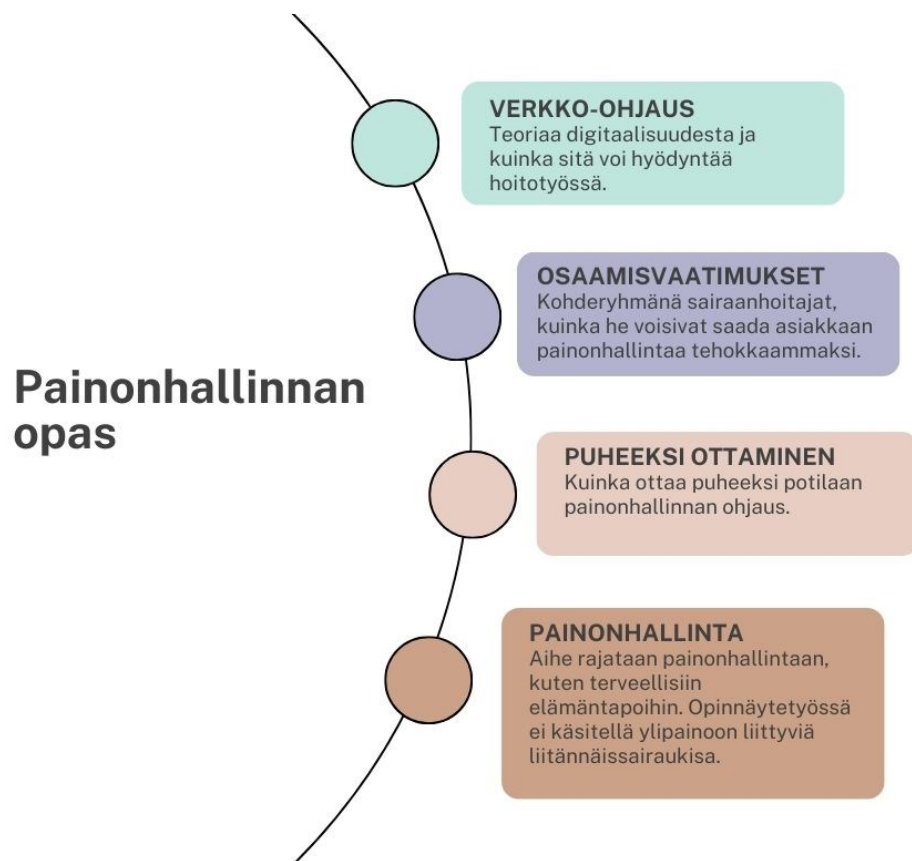 Painonhallinnan
opas
VERKKO-OHJAUS
Teoriaa digitaalisuudesta ja
kuinka sitä voi hyödyntää
hoitotyössä.
OSAAMISVAATIMUKSET
Kohderyhmänä sairaanhoitajat,
kuinka he voisivat saada asiakkaan
painonhallintaa tehokkaammaksi.
PUHEEKSI OTTAMINEN
Kuinka ottaa puheeksi potilaan
painonhallinnan ohjaus.
PAINONHALLINTA
Aihe rajataan painonhallintaan,
kuten terveellisiin
elämäntapoihin. Opinnäytetyössä
ei käsitellä ylipainoon liittyviä
liitännäissairaukisa.